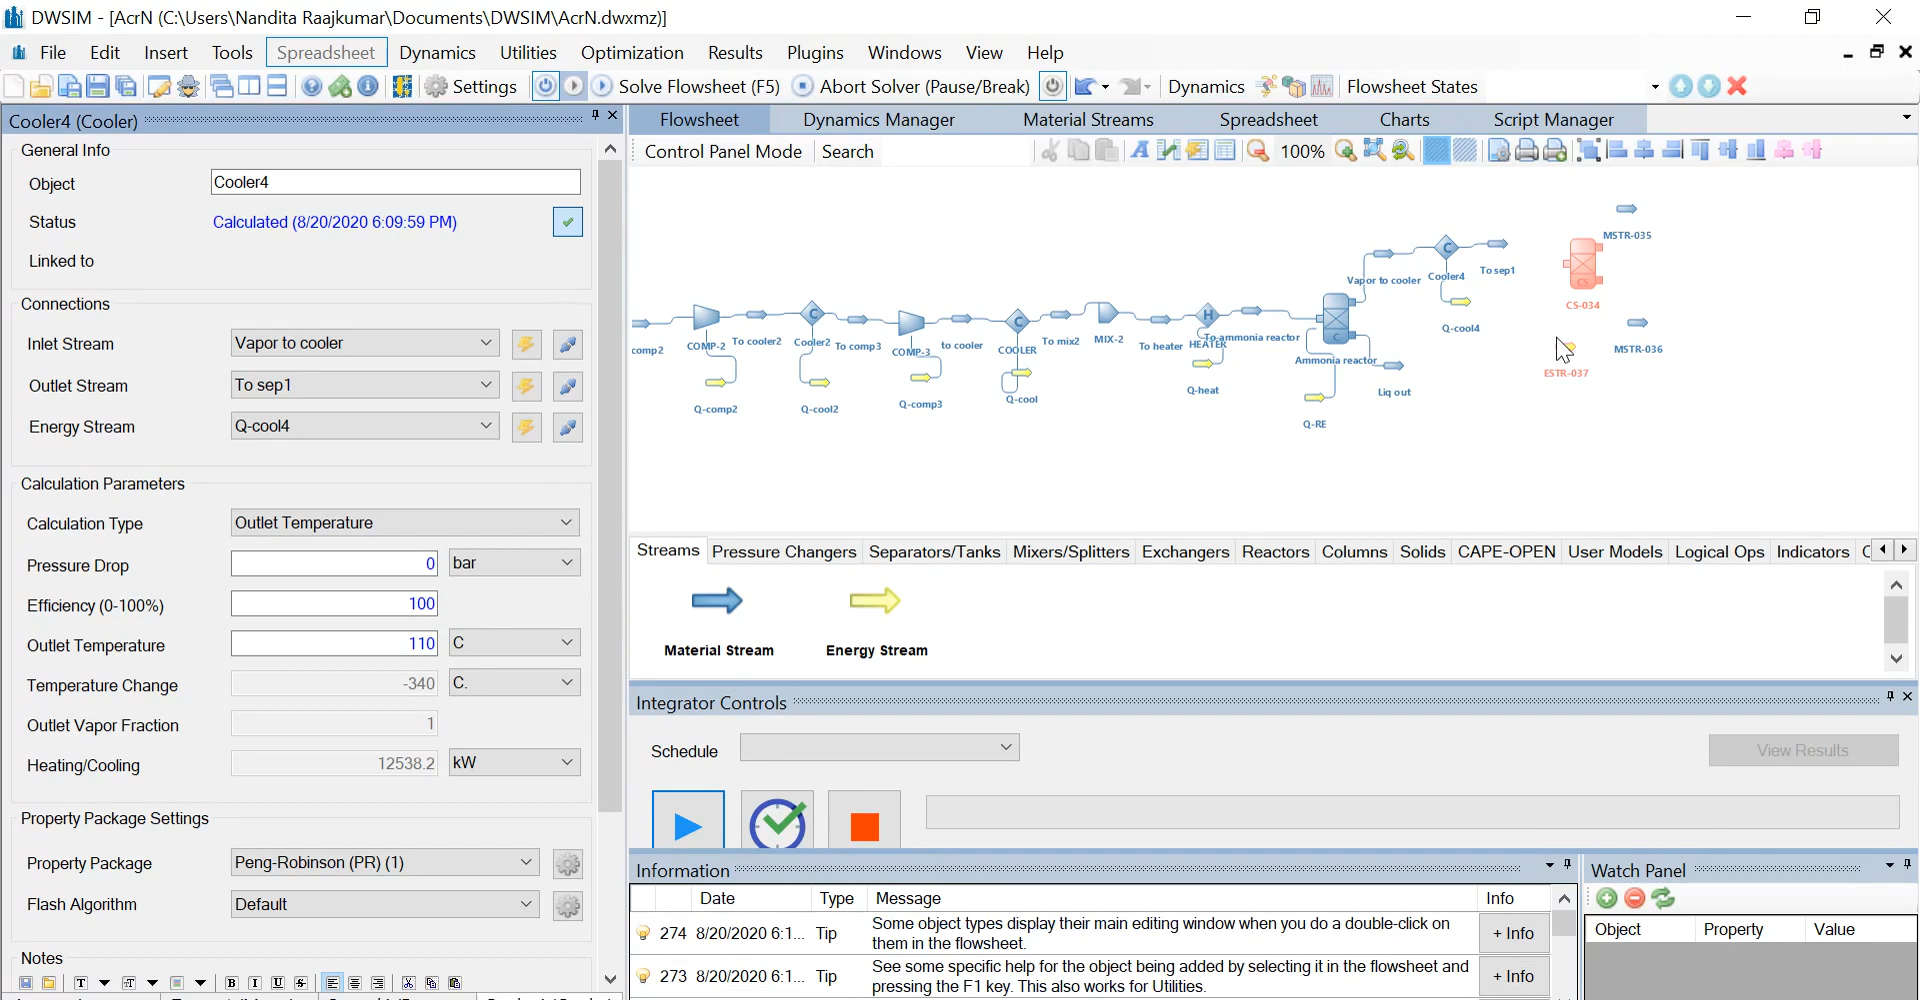 DWSIM - [AcrN (C:\Users\Nandita Raajkumar\Documents\DWSIM\AcrN.dwxmz)]
File Edit Insert Tools Spreadsheet Dynamics Utilities Optimization Results Plugins Windows View Help
Settings Solve Flowsheet (F5) Abort Solver (Pause/Break) Dynamics Flowsheet States
Cooler4 (Cooler)
General Info
Object Cooler4
Status Calculated (8/20/2020 6:09:59 PM)
Linked to
Connections
Inlet Stream Vapor to cooler
Outlet Stream To sep1
Energy Stream Q-cool4
Calculation Parameters
Calculation Type Outlet Temperature
Pressure Drop 0 bar
Efficiency (0-100%) 100
Outlet Temperature 110 C
Temperature Change -340 C.
Outlet Vapor Fraction 1
Heating/Cooling 12538.2 kW
Property Package Settings
Property Package Peng-Robinson (PR) (1)
Flash Algorithm Default
Notes
Flowsheet Dynamics Manager Material Streams Spreadsheet Charts Script Manager
Control Panel Mode Search 100%
MSTR-035
Vapor to cooler Cooler4 To sep1
CS-034
Q-cool4
comp2 COMP-2 To cooler2 Cooler2 To comp3 COMP-3 to cooler COOLER To mix2 MIX-2 To heater HEATER To ammonia reactor Ammonia reactor MSTR-036
ESTR-037
Q-comp2 Q-cool2 Q-comp3 Q-cool Q-heat Liq out
Q-RE
Streams Pressure Changers Separators/Tanks Mixers/Splitters Exchangers Reactors Columns Solids CAPE-OPEN User Models Logical Ops Indicators
Material Stream Energy Stream
Integrator Controls
Schedule View Results
Information
Date Type Message Info
274 8/20/2020 6:1... Tip Some object types display their main editing window when you do a double-click on
them in the flowsheet. + Info
273 8/20/2020 6:1... Tip See some specific help for the object being added by selecting it in the flowsheet and
pressing the F1 key. This also works for Utilities. + Info
Watch Panel
Object Property Value